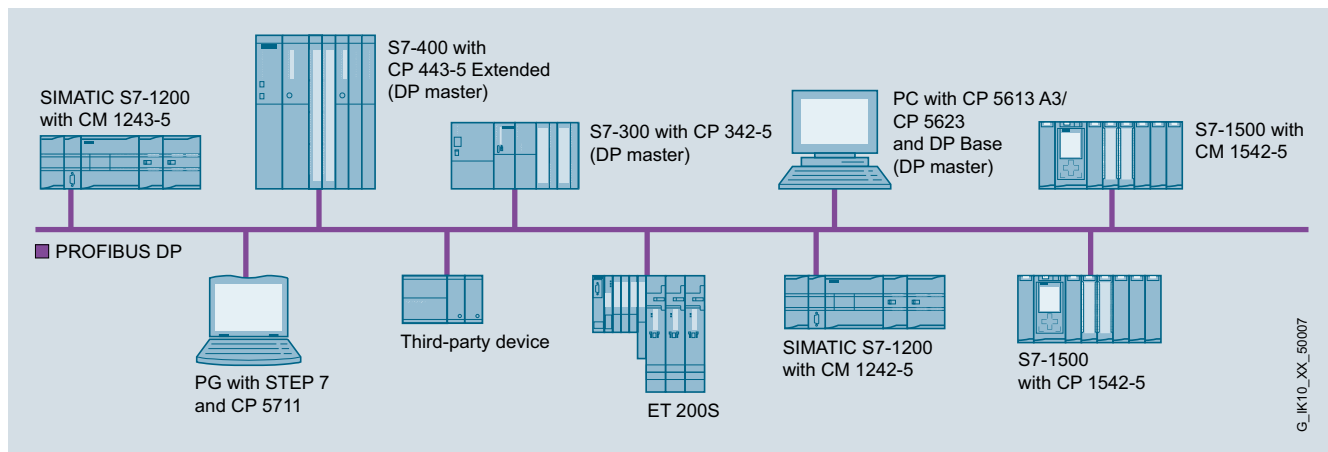 S7-400 with
CP 443-5 Extended
(DP master)
SIMATIC S7-1200
with CM 1243-5
S7-300 with CP 342-5
(DP master)
PC with CP 5613 A3/
CP 5623
and DP Base
(DP master)
S7-1500 with
CM 1542-5
PROFIBUS DP
PG with STEP 7
and CP 5711
Third-party device
ET 200S
SIMATIC S7-1200
with CM 1242-5
S7-1500
with CP 1542-5
G_IK10_XX_50007